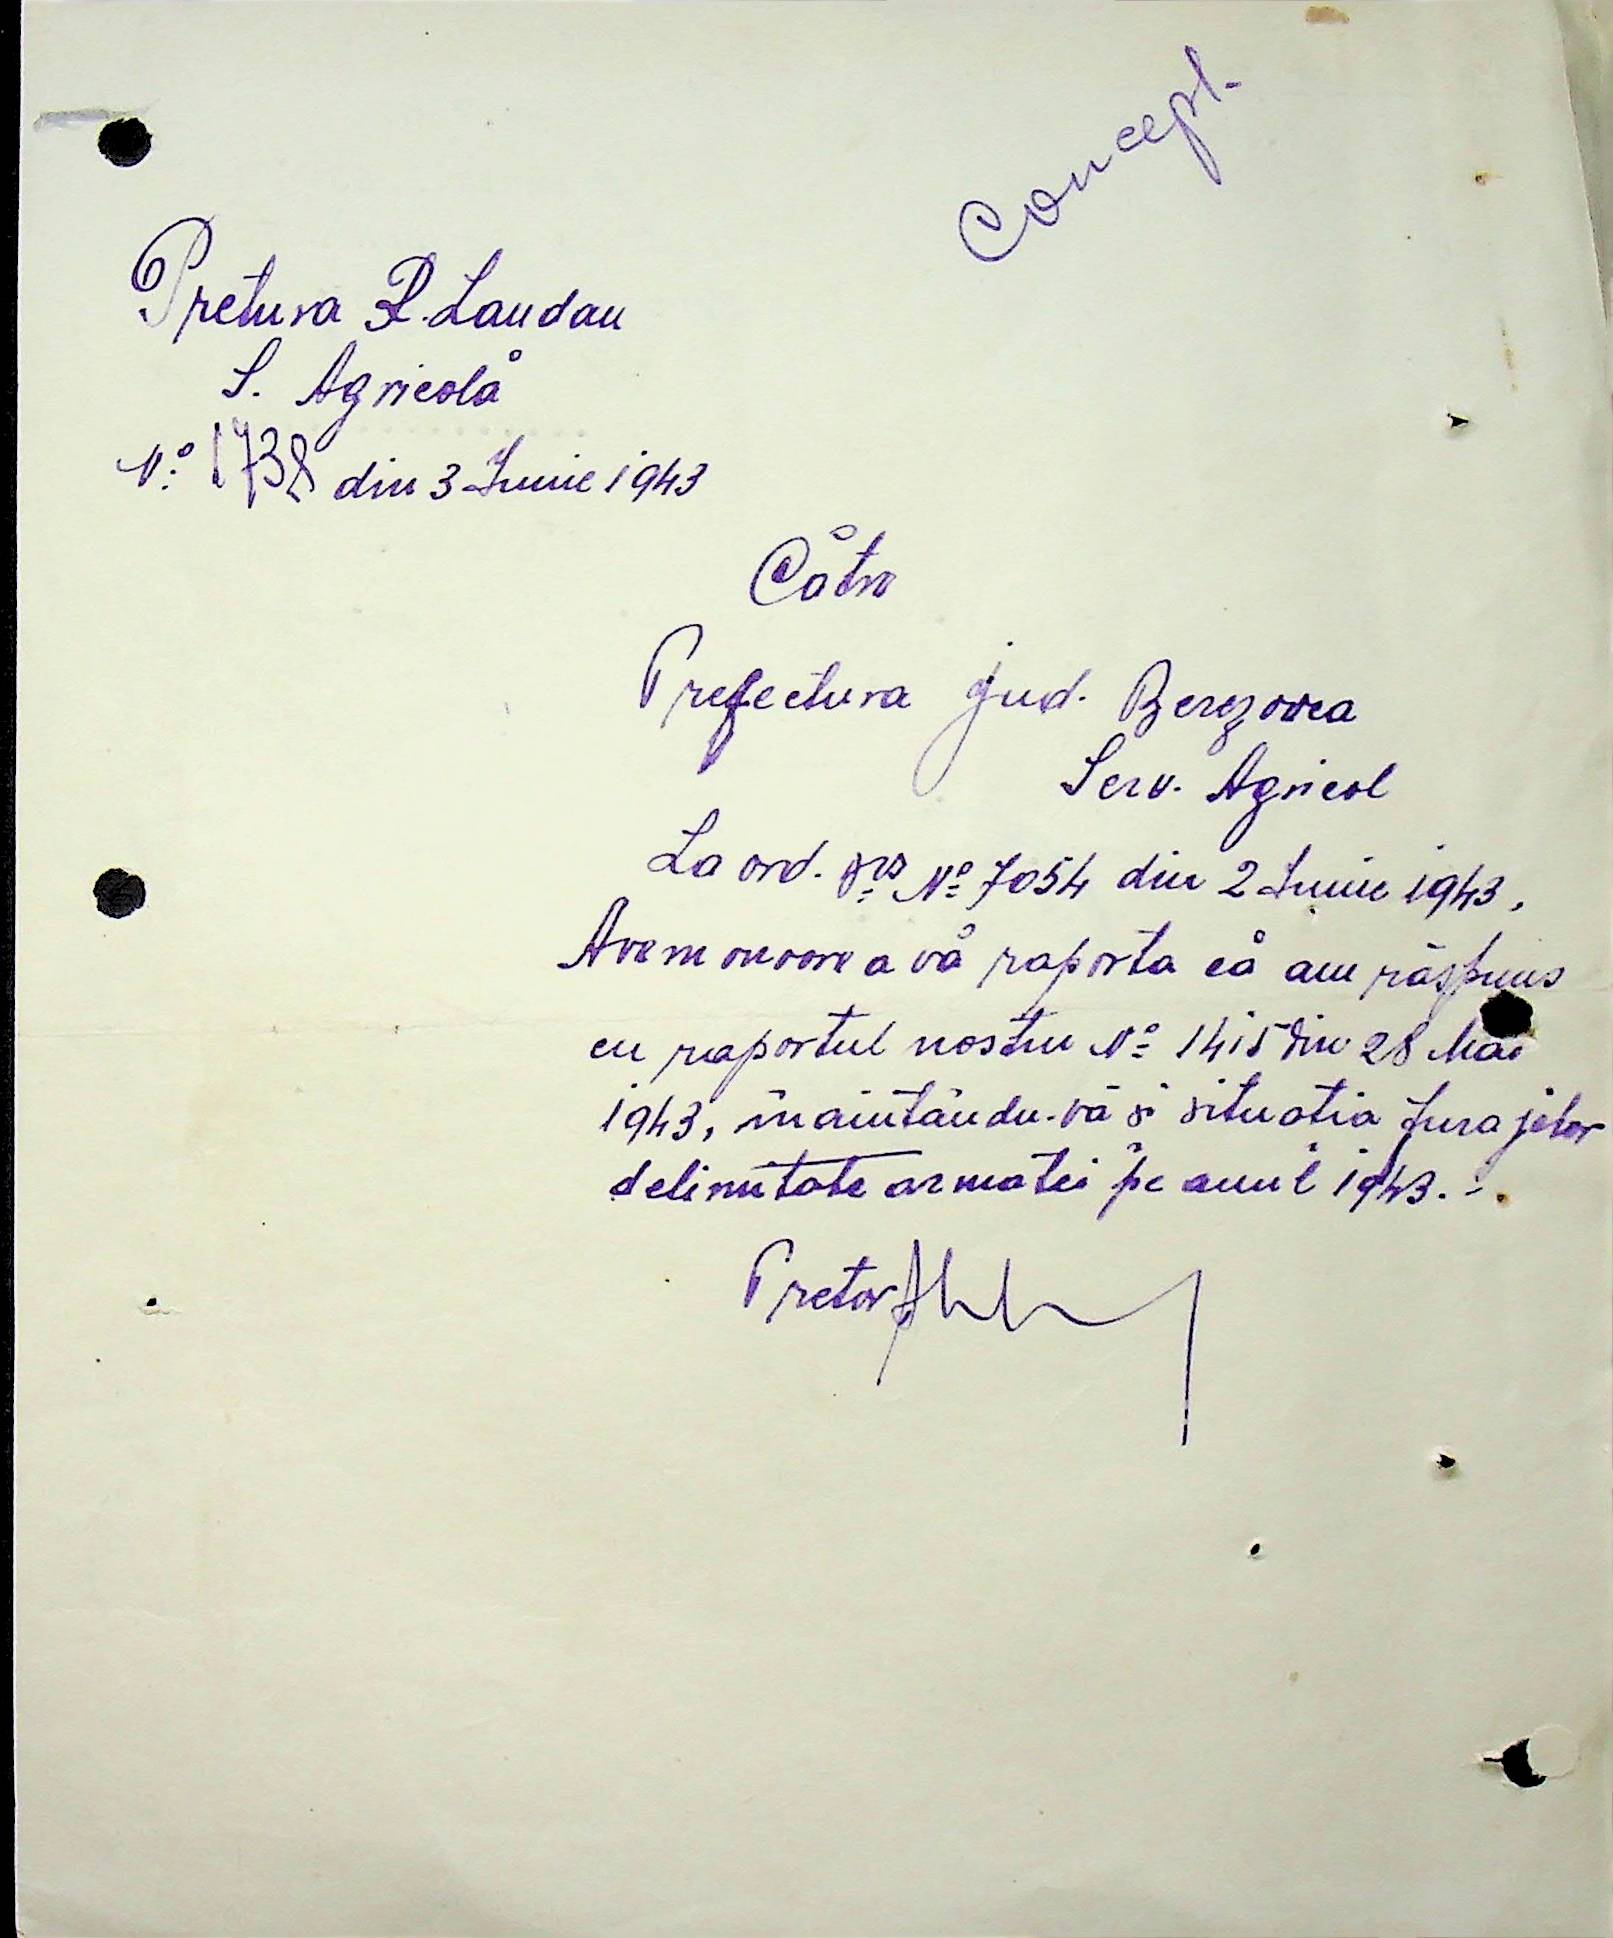 Concept.
Pretura R. Landau
S. Agricolă
Nº 1738 din 3 Iunie 1943
Cătr
Prefectura jud. Berezovca
Serv. Agricol
La ord. Nº 7054 din 2 Iunie 1943,
Avem onoare a vă raporta că am răspuns
cu raportul nostru Nº 1415 din 28 Mai
1943, înaintându-vă și situatia furajelor
delimitate armatei pe anul 1943.-
Pretor